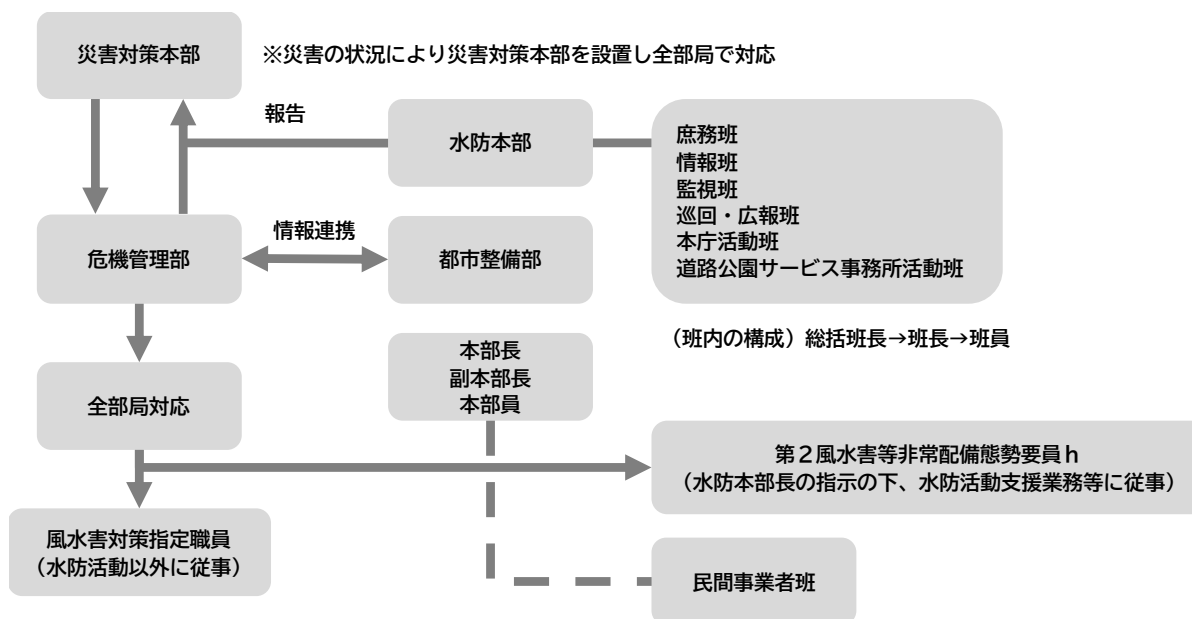 災害対策本部
※災害の状況により災害対策本部を設置し全部局で対応
報告
水防本部
庶務班
情報班
監視班
巡回・広報班
本庁活動班
道路公園サービス事務所活動班
危機管理部
情報連携
都市整備部
（班内の構成）総括班長→班長→班員
本部長
副本部長
本部員
全部局対応
第２風水害等非常配備態勢要員ｈ
（水防本部長の指示の下、水防活動支援業務等に従事）
風水害対策指定職員
（水防活動以外に従事）
民間事業者班